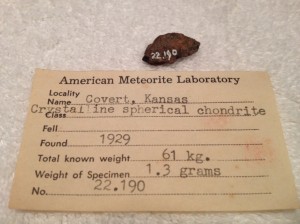 22.190
American Meteorite Laboratory
Locality
Name Covert, Kansas
Crystalline spherical chondrite
Class
Fell
Found 1929
Total known weight 61 kg.
Weight of Specimen 1.3 grams
No. 22.190